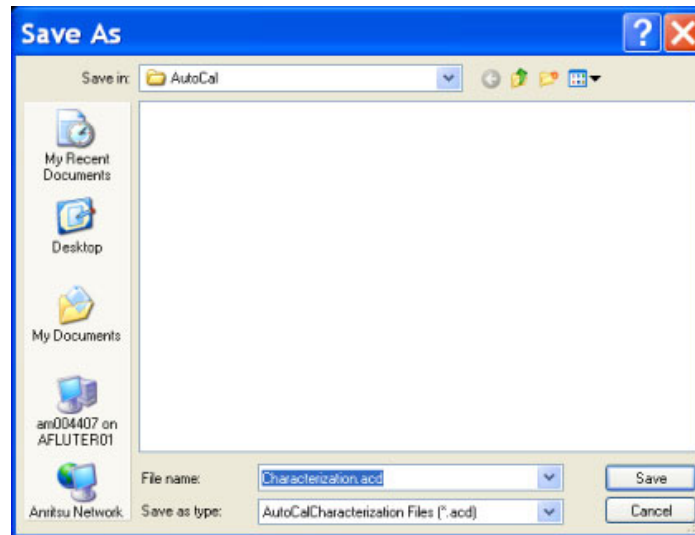 Save As
Save in:
AutoCal
My Recent
Documents
Desktop
My Documents
am004407 on
AFLUTER01
Anritsu Network
File name:
Characterization.acd
Save
Save as type:
AutoCalCharacterization Files (*.acd)
Cancel